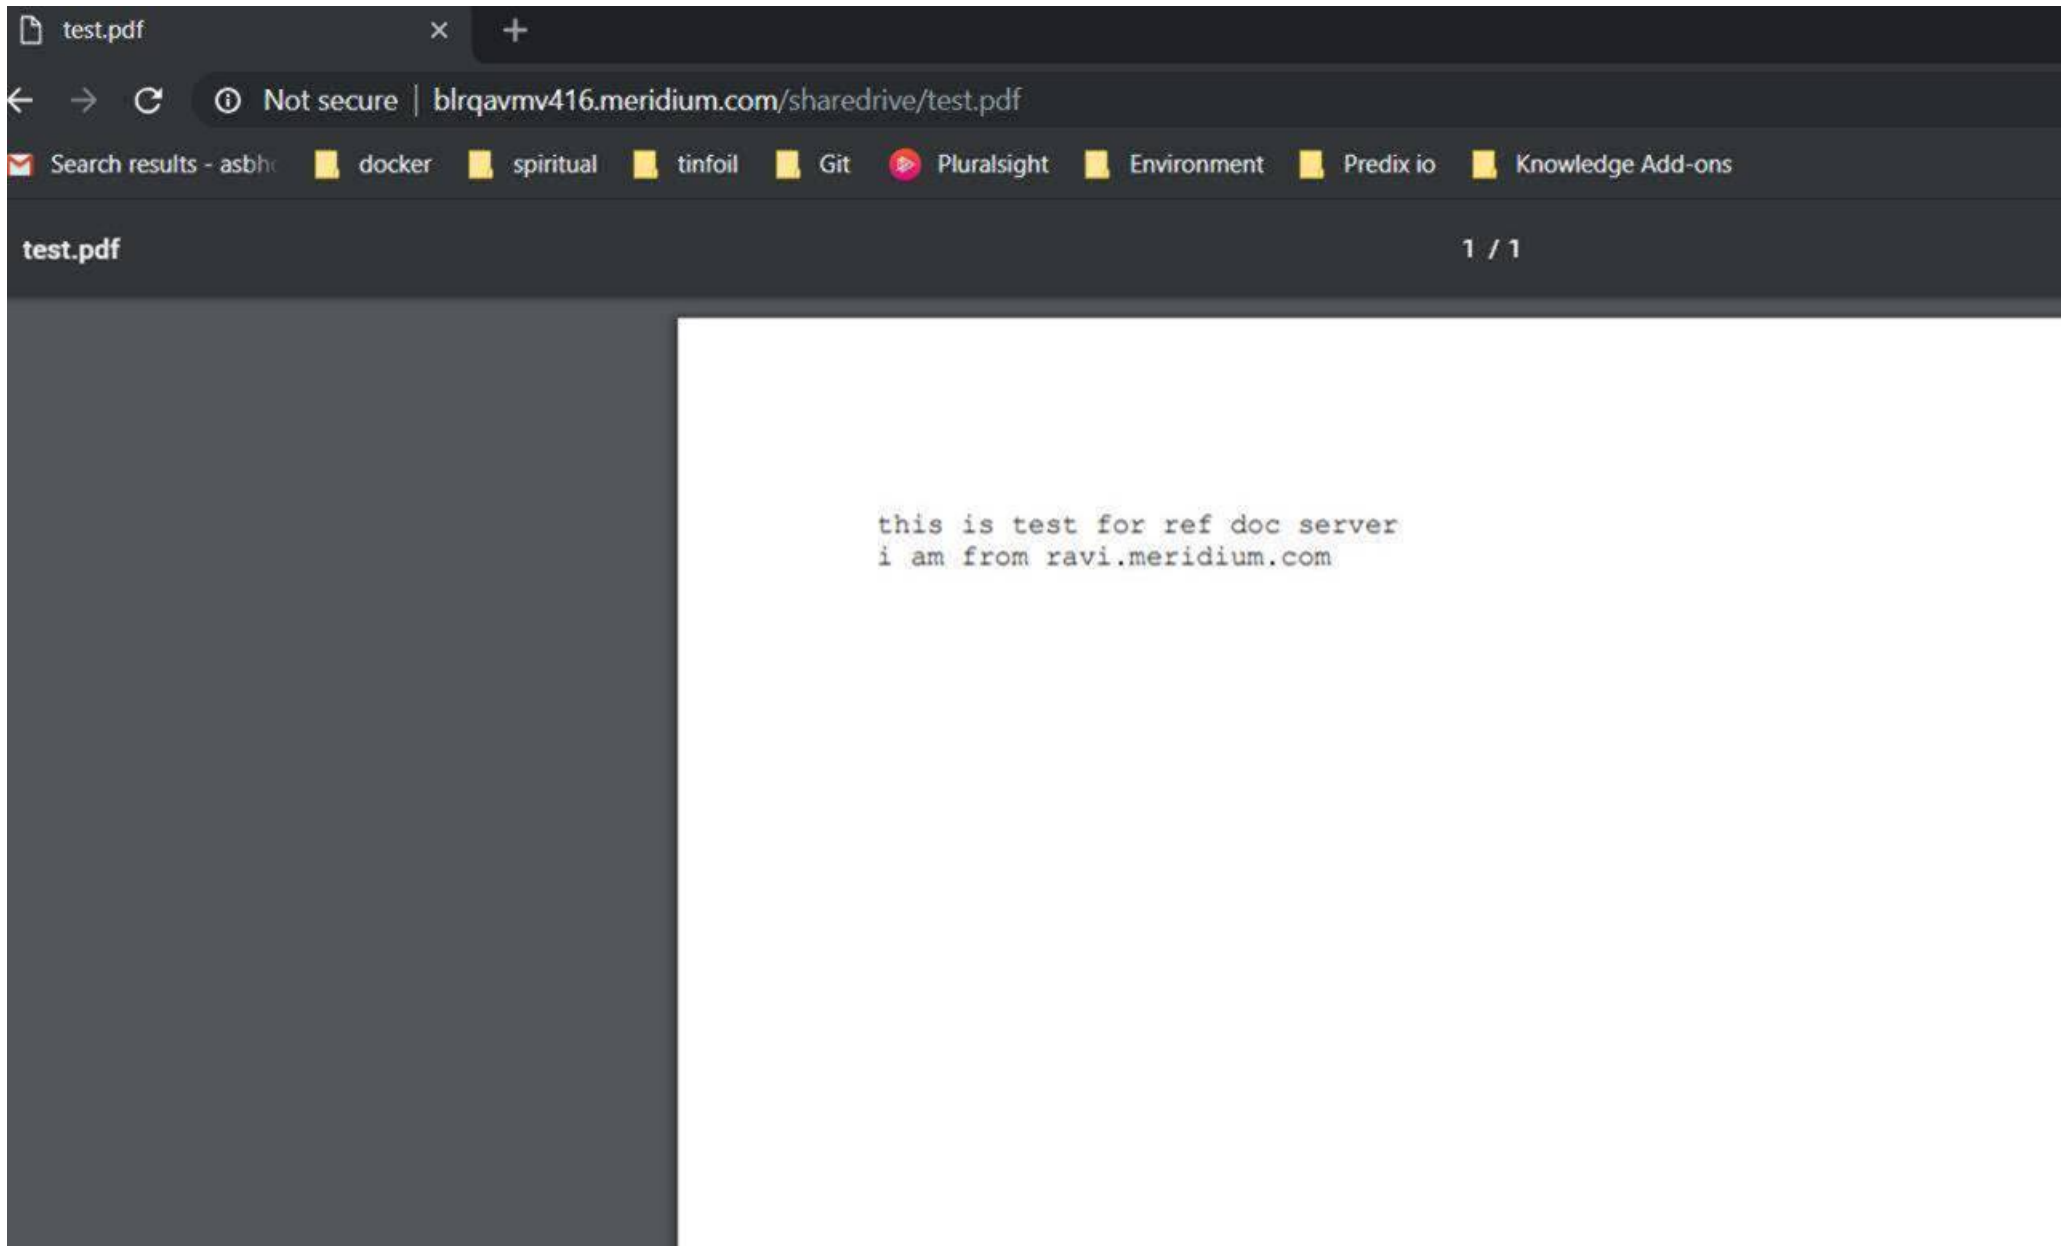 test.pdf
Not secure | blrqavmv416.meridium.com/sharedrive/test.pdf
Search results - asbh docker spiritual tinfoil Git Pluralsight Environment Predix io Knowledge Add-ons
test.pdf 1 / 1
this is test for ref doc server
i am from ravi.meridium.com